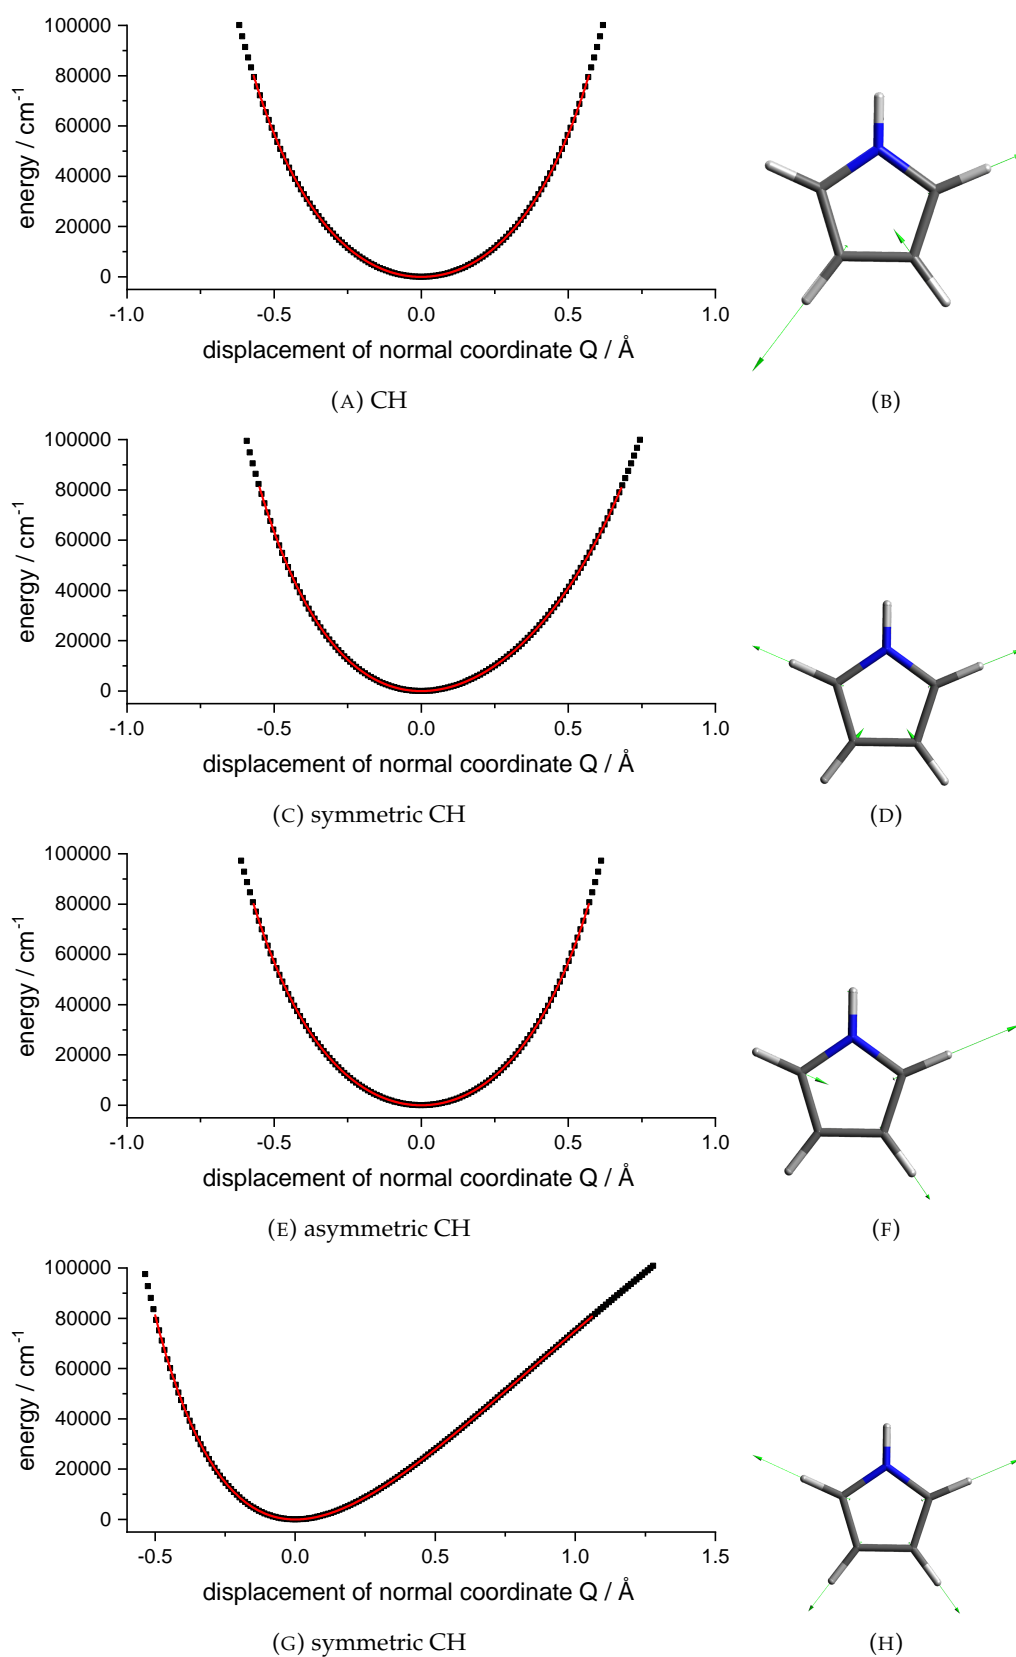 100000
80000
60000
40000
20000
0
energy / cm-1
-1.0
-0.5
0.0
0.5
1.0
displacement of normal coordinate Q / Å
(A) CH
(B)
100000
80000
60000
40000
20000
0
energy / cm-1
-1.0
-0.5
0.0
0.5
1.0
displacement of normal coordinate Q / Å
(C) symmetric CH
(D)
100000
80000
60000
40000
20000
0
energy / cm-1
-1.0
-0.5
0.0
0.5
1.0
displacement of normal coordinate Q / Å
(E) asymmetric CH
(F)
100000
80000
60000
40000
20000
0
energy / cm-1
-0.5
0.0
0.5
1.0
1.5
displacement of normal coordinate Q / Å
(G) symmetric CH
(H)